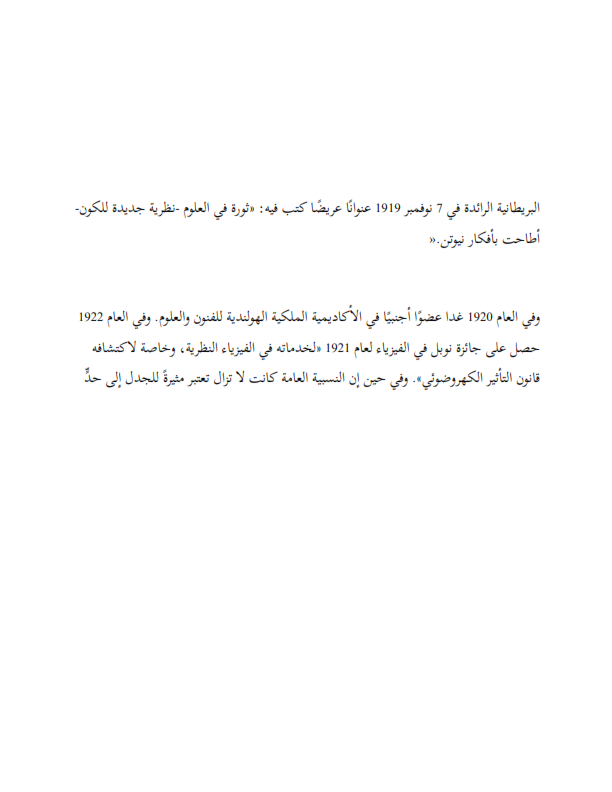 البريطانية الرائدة في 7 نوفمبر 1919 عنوانًا عريضًا كتب فيه: «ثورة في العلوم -نظرية جديدة للكون-
أطاحت بأفكار نيوتن.«
وفي العام 1920 غدا عضوًا أجنبيًا في الأكاديمية الملكية الهولندية للفنون والعلوم. وفي العام 1922
حصل على جائزة نوبل في الفيزياء لعام 1921 «لخدماته في الفيزياء النظرية، وخاصة لاكتشافه
قانون التأثير الكهروضوئي». وفي حين إن النسبية العامة كانت لا تزال تعتبر مثيرةً للجدل إلى حدٍّ